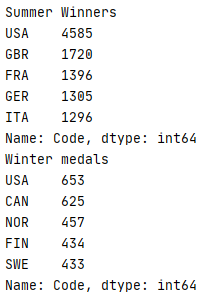 Summer Winners
USA    4585
GBR    1720
FRA    1396
GER    1305
ITA    1296
Name: Code, dtype: int64
Winter medals
USA    653
CAN    625
NOR    457
FIN    434
SWE    433
Name: Code, dtype: int64